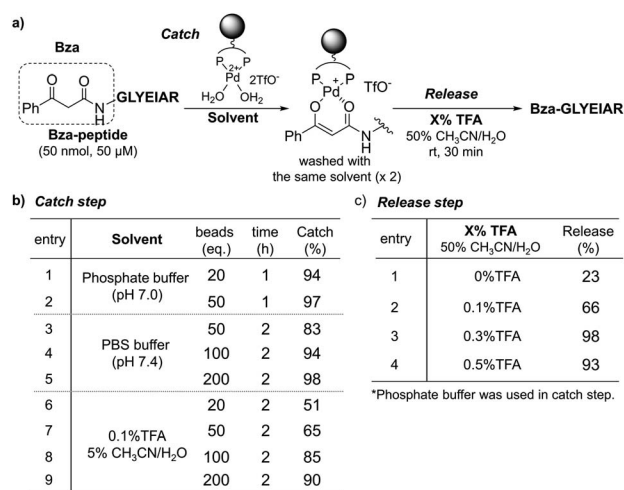 a)
Bza
O O
Ph
N
H
GLYEIAR
Bza-peptide
(50 nmol, 50 μM)
Catch
P P
2+
Pd
2TfO-
H2O OH2
Solvent
P P
+
Pd
TfO-
O O
Ph
N
H
washed with
the same solvent (x 2)
Release
X% TFA
50% CH3CN/H2O
rt, 30 min
Bza-GLYEIAR
b) Catch step
entry Solvent beads (eq.) time (h) Catch (%)
1 Phosphate buffer (pH 7.0) 20 1 94
2 50 1 97
3 PBS buffer (pH 7.4) 50 2 83
4 100 2 94
5 200 2 98
6 0.1%TFA 5% CH3CN/H2O 20 2 51
7 50 2 65
8 100 2 85
9 200 2 90
c) Release step
entry X% TFA 50% CH3CN/H2O Release (%)
1 0%TFA 23
2 0.1%TFA 66
3 0.3%TFA 98
4 0.5%TFA 93
*Phosphate buffer was used in catch step.